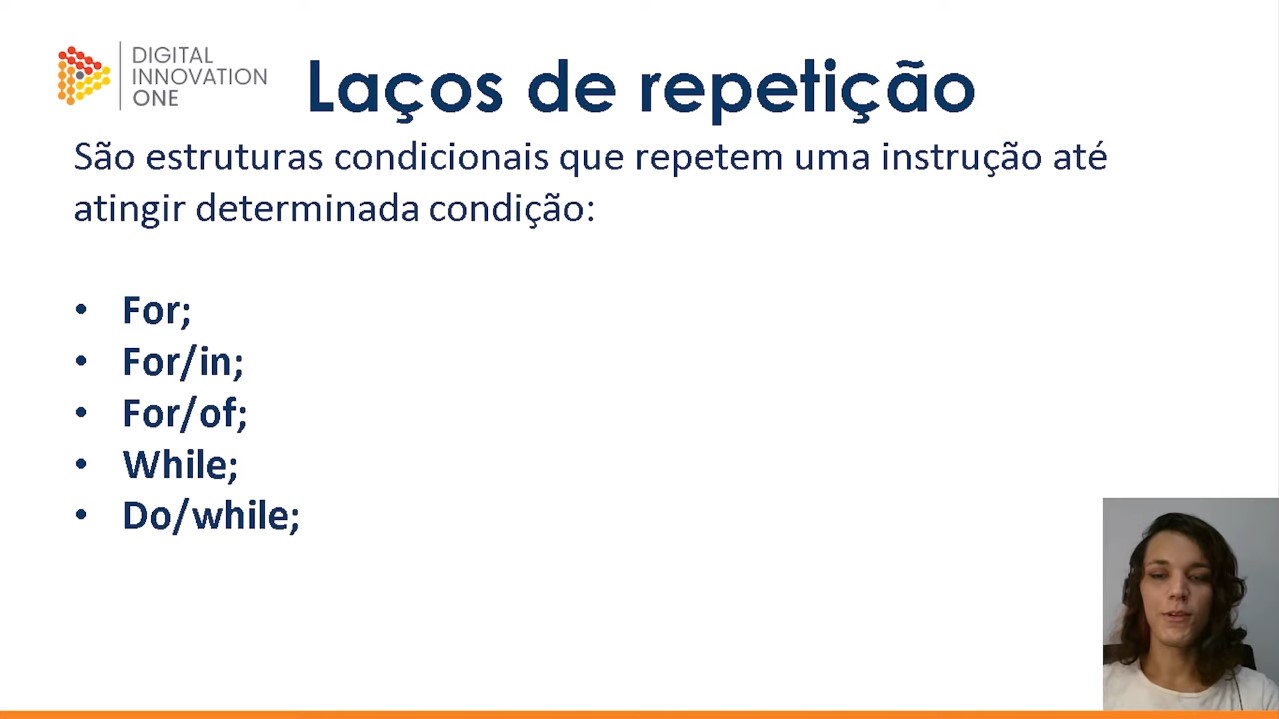 DIGITAL
INNOVATION
ONE
Laços de repetição
São estruturas condicionais que repetem uma instrução até
atingir determinada condição:
• For;
• For/in;
• For/of;
• While;
• Do/while;